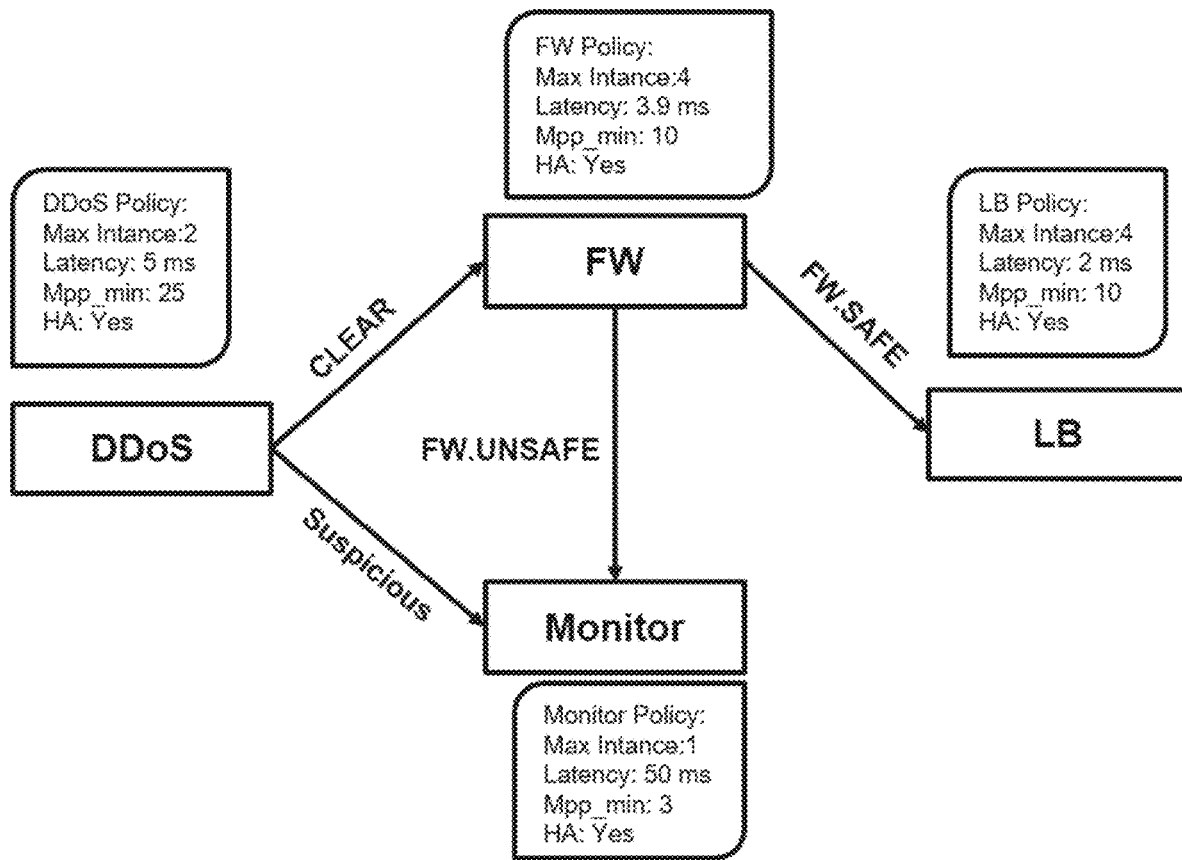 FW Policy:
Max Intance:4
Latency: 3.9 ms
Mpp_min: 10
HA: Yes
DDoS Policy:
Max Intance:2
Latency: 5 ms
Mpp_min: 25
HA: Yes
LB Policy:
Max Intance:4
Latency: 2 ms
Mpp_min: 10
HA: Yes
FW
CLEAR
FW.SAFE
DDoS
FW.UNSAFE
LB
Suspicious
Monitor
Monitor Policy:
Max Intance:1
Latency: 50 ms
Mpp_min: 3
HA: Yes